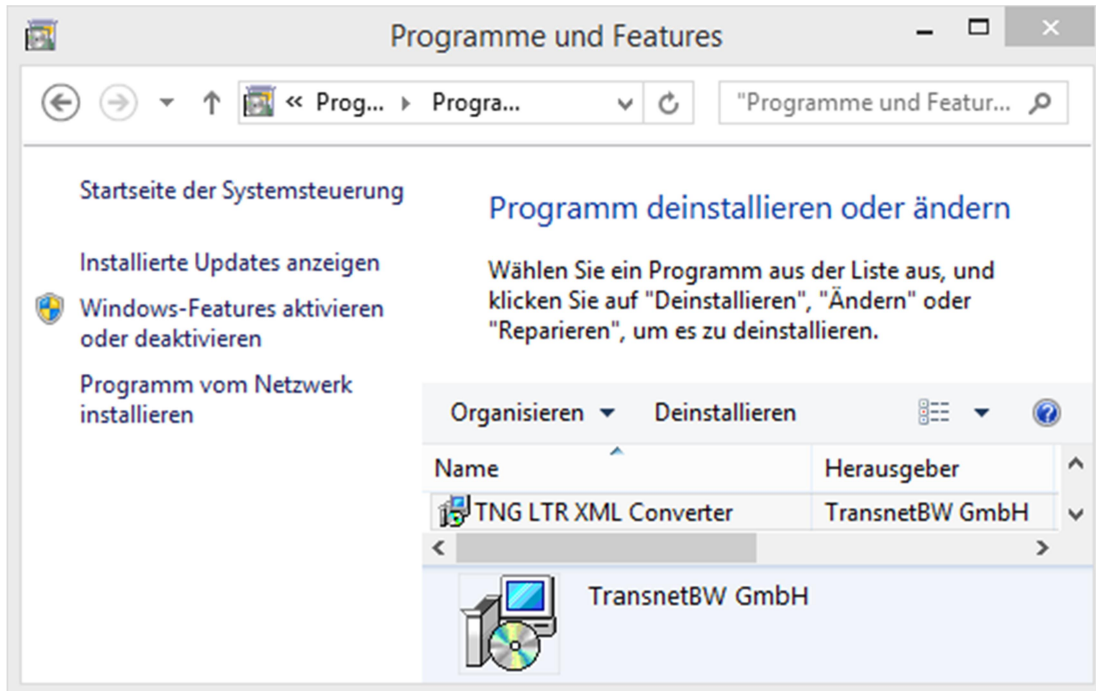 Programme und Features
« Prog... Progra... "Programme und Featur...
Startseite der Systemsteuerung
Installierte Updates anzeigen
Windows-Features aktivieren
oder deaktivieren
Programm vom Netzwerk
installieren
Programm deinstallieren oder ändern
Wählen Sie ein Programm aus der Liste aus, und
klicken Sie auf "Deinstallieren", "Ändern" oder
"Reparieren", um es zu deinstallieren.
Organisieren Deinstallieren
Name Herausgeber
TNG LTR XML Converter TransnetBW GmbH
TransnetBW GmbH